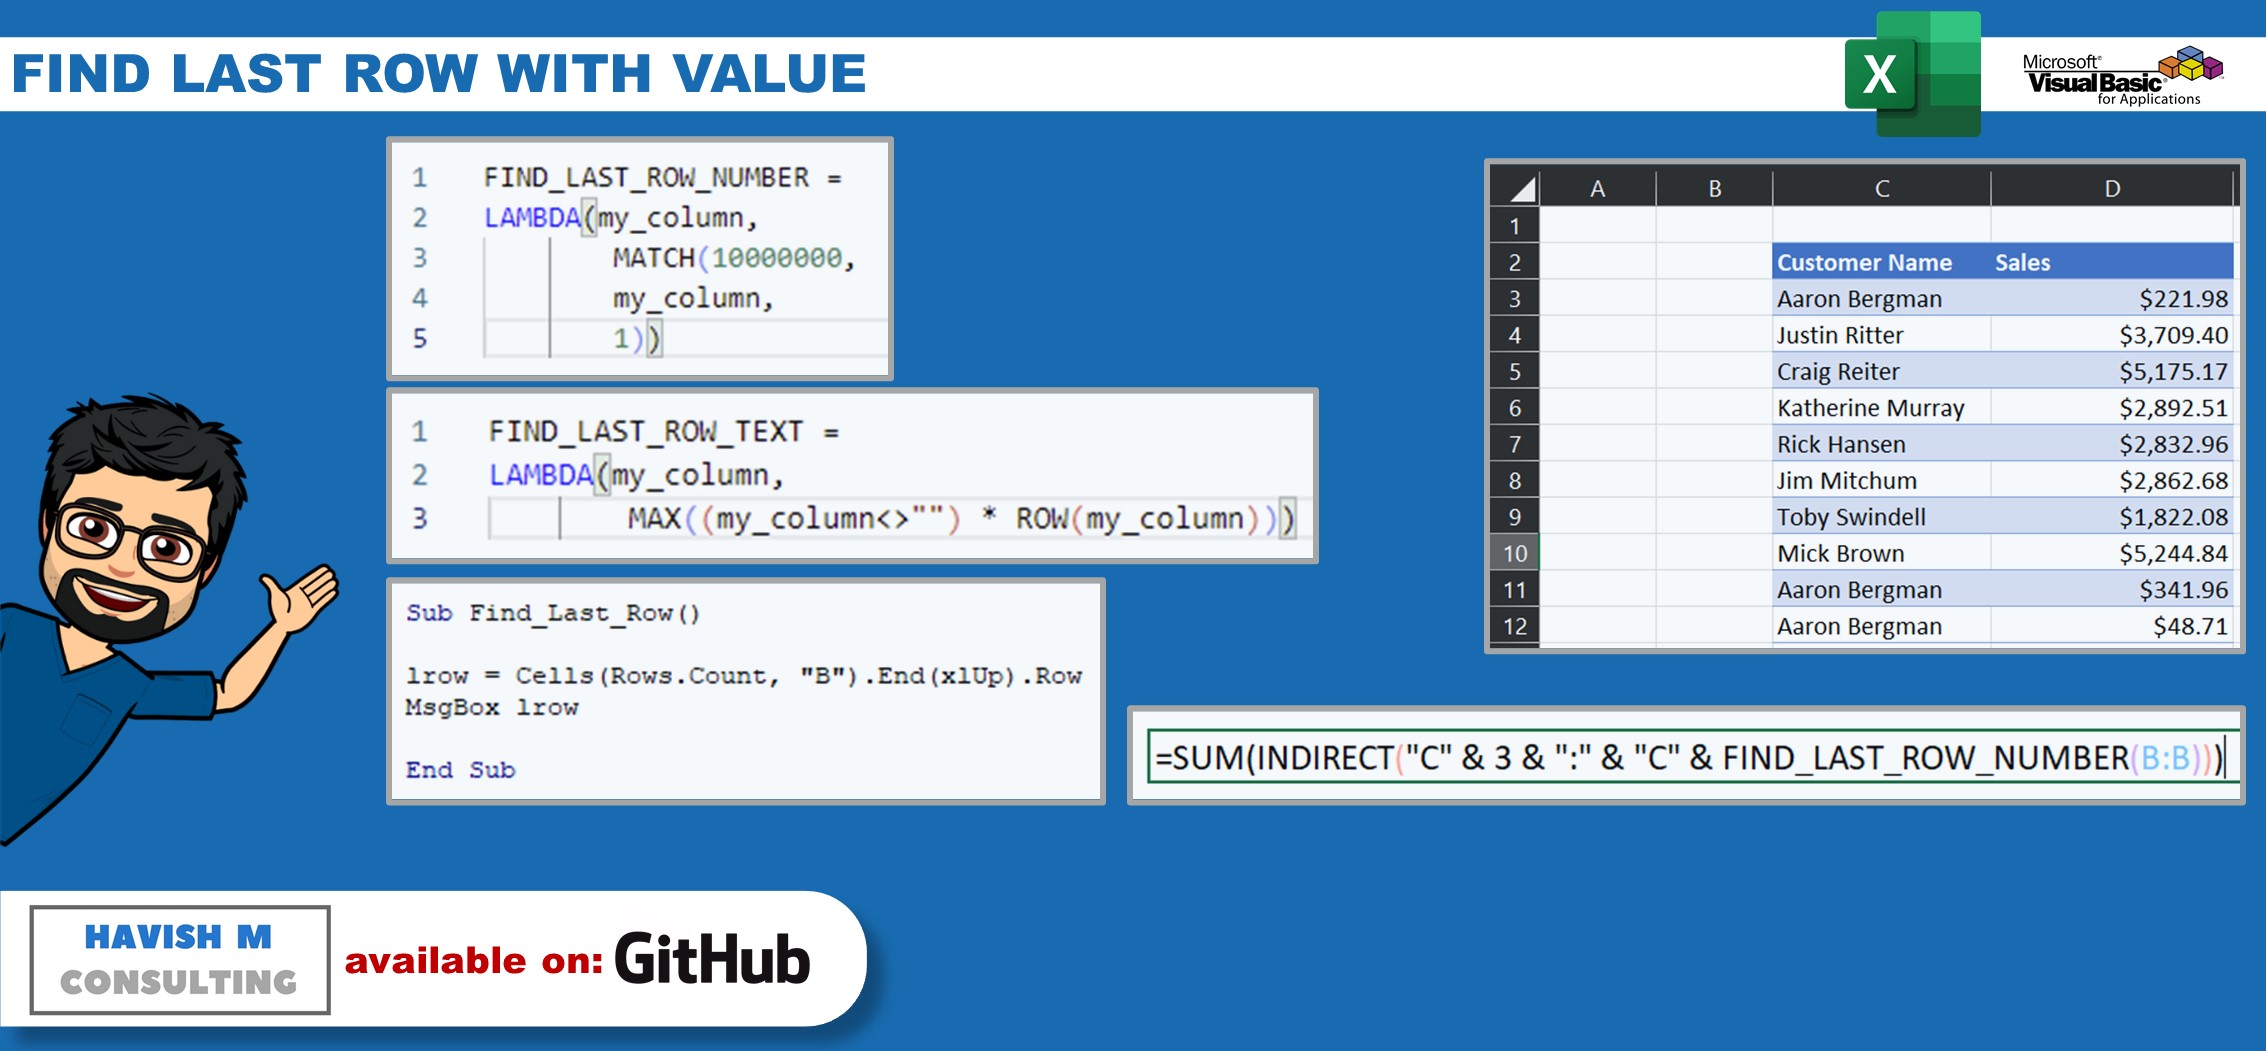 FIND LAST ROW WITH VALUE
X
Microsoft®
Visual Basic®
for Applications
1 FIND_LAST_ROW_NUMBER =
2 LAMBDA(my_column,
3 MATCH(10000000,
4 my_column,
5 1))
1 FIND_LAST_ROW_TEXT =
2 LAMBDA(my_column,
3 MAX((my_column<>"") * ROW(my_column)))
Sub Find_Last_Row()
lrow = Cells(Rows.Count, "B").End(xlUp).Row
MsgBox lrow
End Sub
A B C D
1
2 Customer Name Sales
3 Aaron Bergman $221.98
4 Justin Ritter $3,709.40
5 Craig Reiter $5,175.17
6 Katherine Murray $2,892.51
7 Rick Hansen $2,832.96
8 Jim Mitchum $2,862.68
9 Toby Swindell $1,822.08
10 Mick Brown $5,244.84
11 Aaron Bergman $341.96
12 Aaron Bergman $48.71
=SUM(INDIRECT("C" & 3 & ":" & "C" & FIND_LAST_ROW_NUMBER(B:B)))
HAVISH M
CONSULTING
available on: GitHub